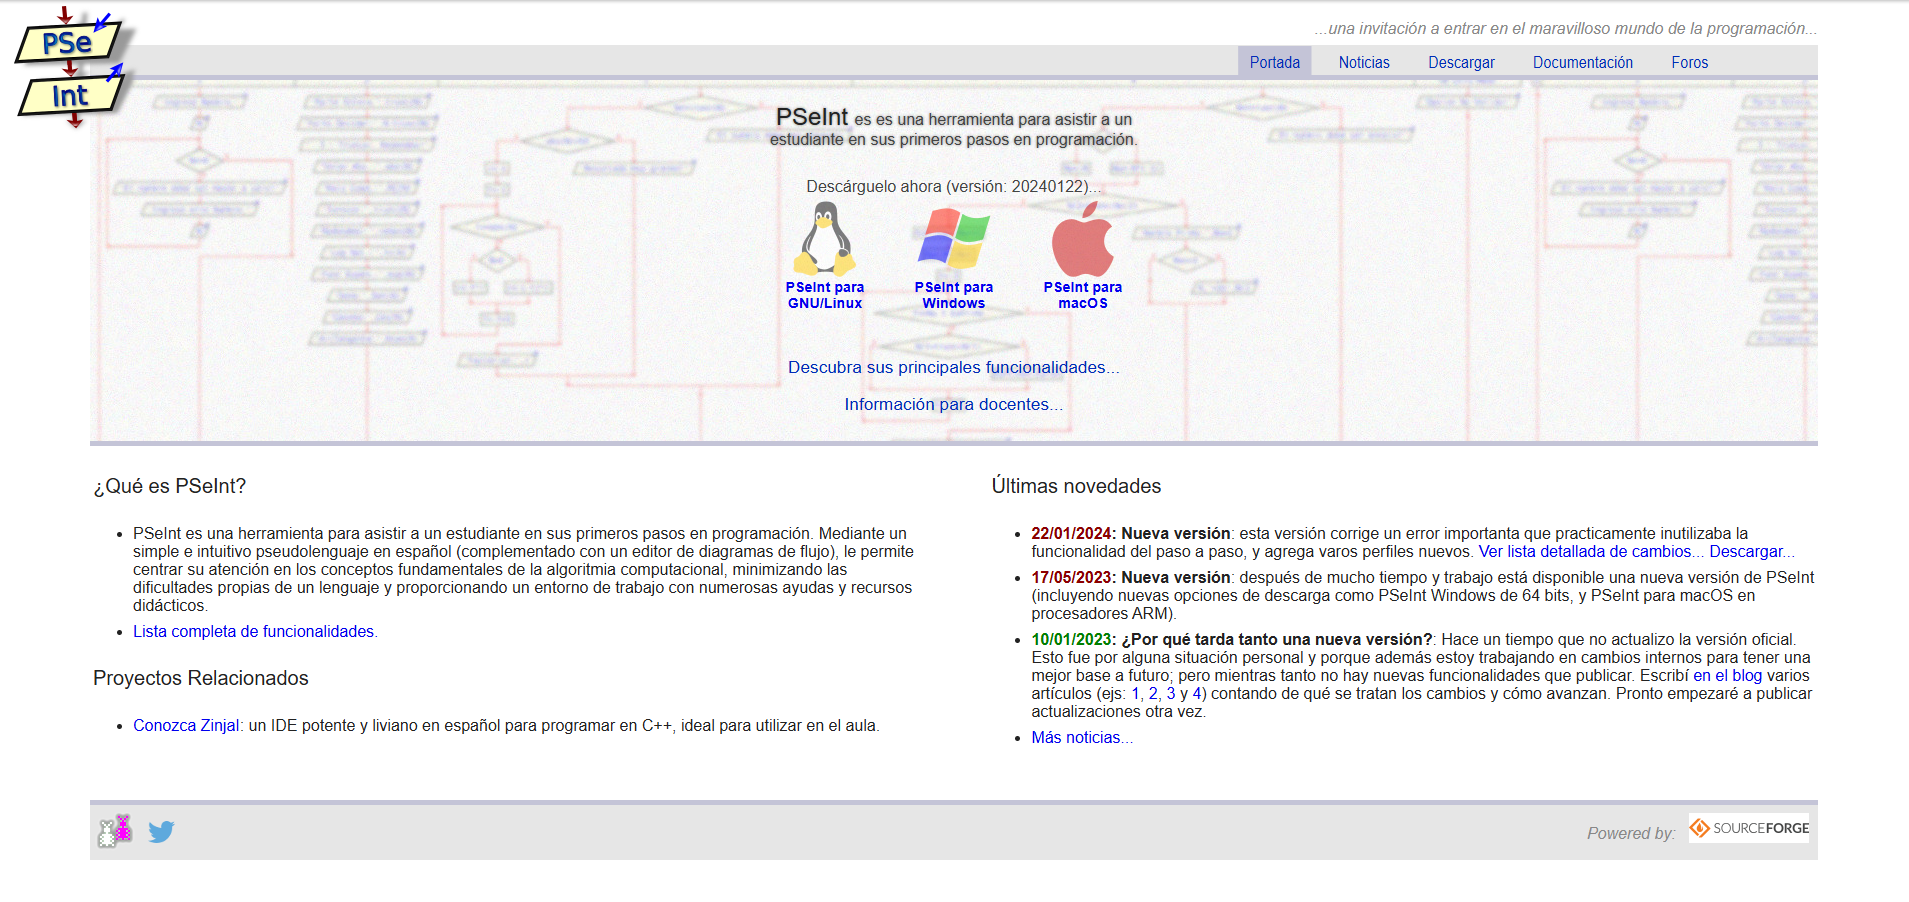 PSe
Int
...una invitación a entrar en el maravilloso mundo de la programación...
Portada Noticias Descargar Documentación Foros
PSeInt es es una herramienta para asistir a un
estudiante en sus primeros pasos en programación.
Descárguelo ahora (versión: 20240122)...
PSeInt para
GNU/Linux
PSeInt para
Windows
PSeInt para
macOS
Descubra sus principales funcionalidades...
Información para docentes...
¿Qué es PSeInt?
PSeInt es una herramienta para asistir a un estudiante en sus primeros pasos en programación. Mediante un
simple e intuitivo pseudolenguaje en español (complementado con un editor de diagramas de flujo), le permite
centrar su atención en los conceptos fundamentales de la algoritmia computacional, minimizando las
dificultades propias de un lenguaje y proporcionando un entorno de trabajo con numerosas ayudas y recursos
didácticos.
Lista completa de funcionalidades.
Proyectos Relacionados
Conozca ZinjaI: un IDE potente y liviano en español para programar en C++, ideal para utilizar en el aula.
Últimas novedades
22/01/2024: Nueva versión: esta versión corrige un error importanta que practicamente inutilizaba la
funcionalidad del paso a paso, y agrega varos perfiles nuevos. Ver lista detallada de cambios... Descargar...
17/05/2023: Nueva versión: después de mucho tiempo y trabajo está disponible una nueva versión de PSeInt
(incluyendo nuevas opciones de descarga como PSeInt Windows de 64 bits, y PSeInt para macOS en
procesadores ARM).
10/01/2023: ¿Por qué tarda tanto una nueva versión?: Hace un tiempo que no actualizo la versión oficial.
Esto fue por alguna situación personal y porque además estoy trabajando en cambios internos para tener una
mejor base a futuro; pero mientras tanto no hay nuevas funcionalidades que publicar. Escribí en el blog varios
artículos (ejs: 1, 2, 3 y 4) contando de qué se tratan los cambios y cómo avanzan. Pronto empezaré a publicar
actualizaciones otra vez.
Más noticias...
Powered by: SOURCEFORGE